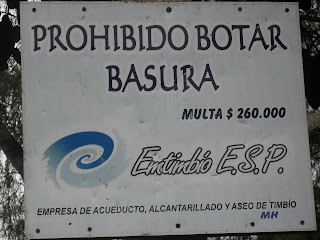 PROHIBIDO BOTAR
BASURA
MULTA $ 260.000
Emtimbío E.S.P.
EMPRESA DE ACUEDUCTO, ALCANTARILLADO Y ASEO DE TIMBÍO
MH